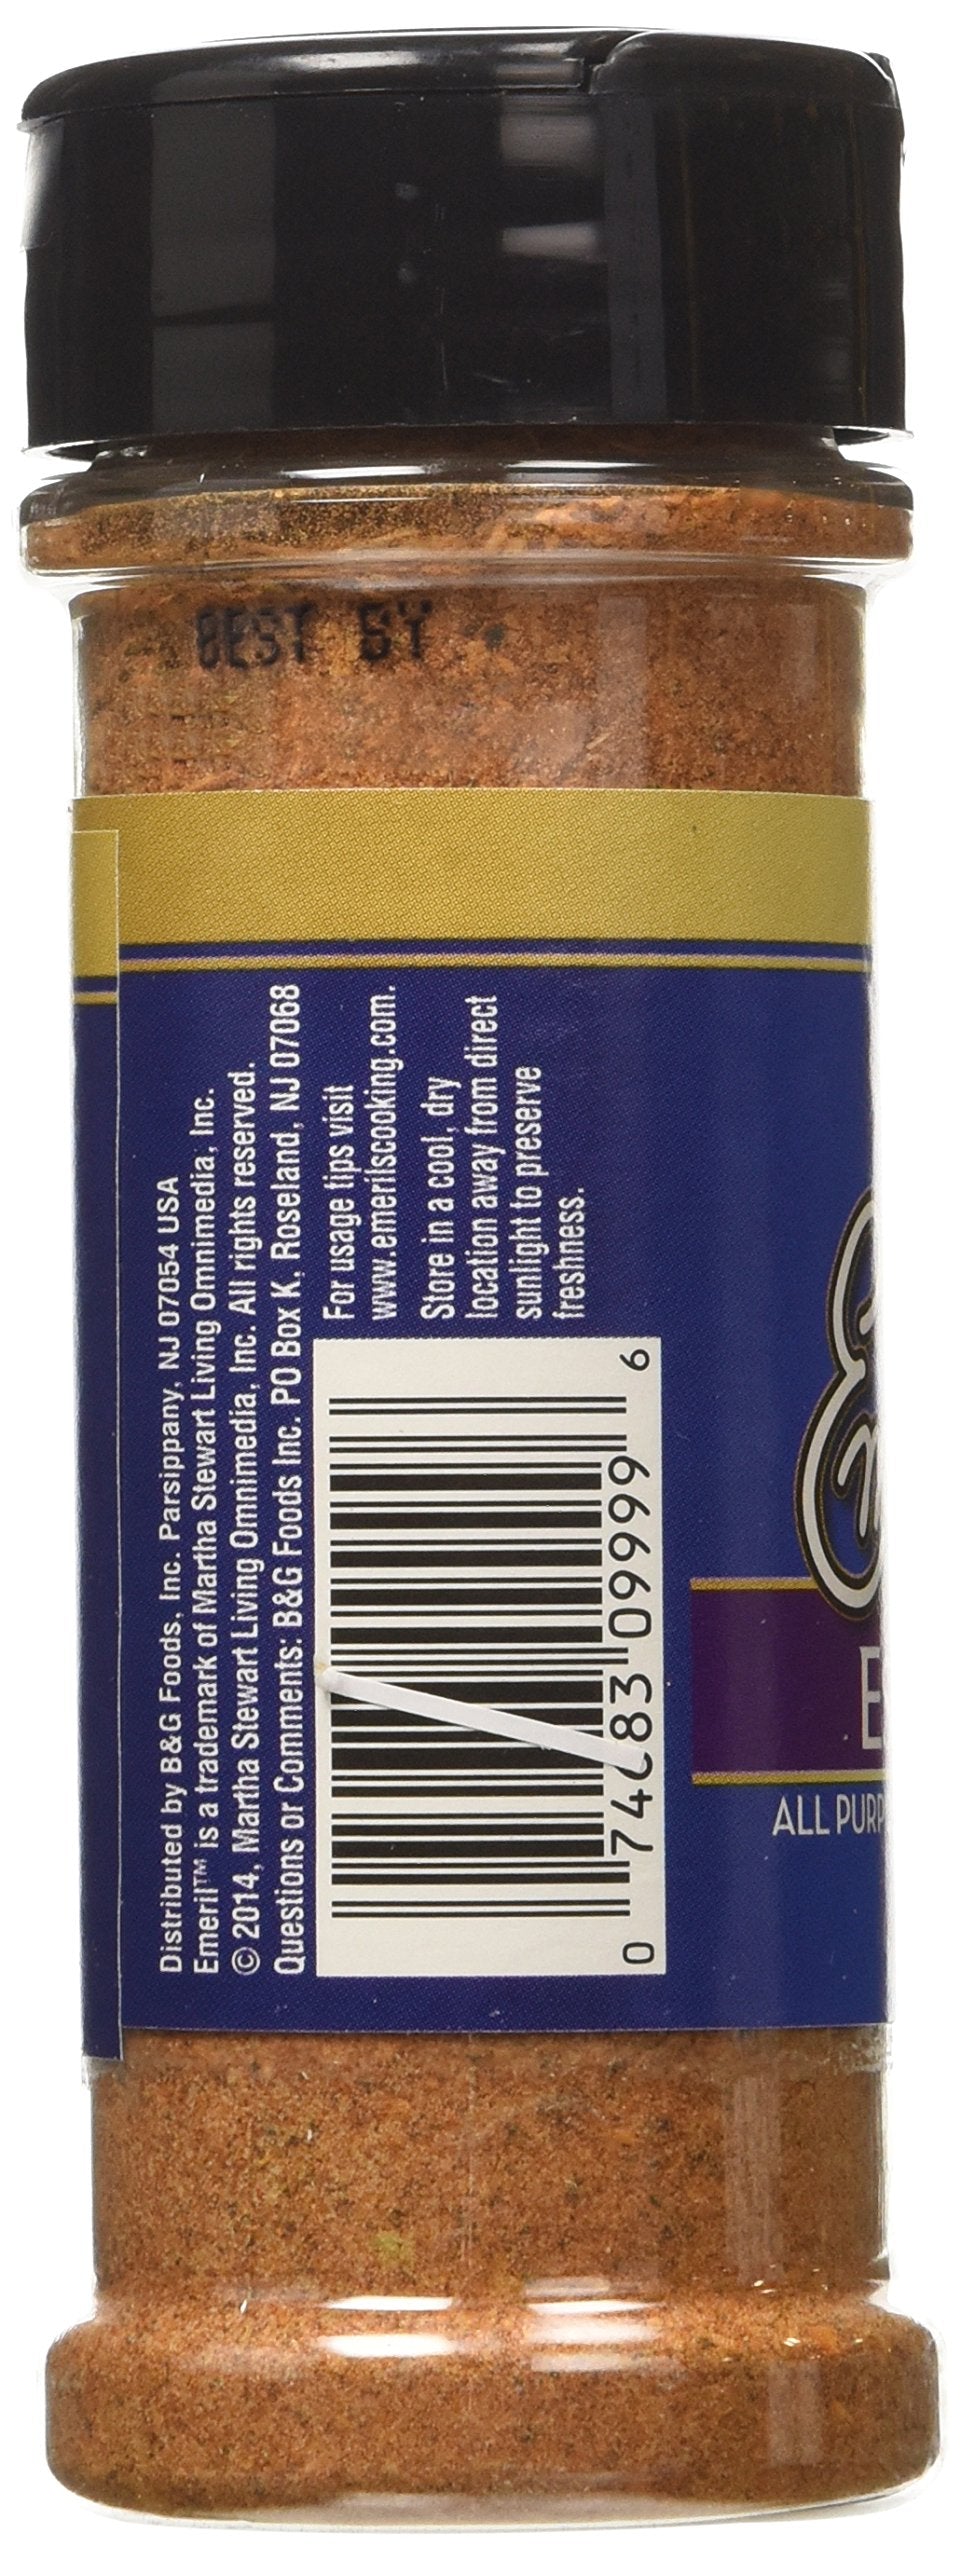 BEST BY
Distributed by B&G Foods, Inc. Parsippany, NJ 07054 USA
Emeril™ is a trademark of Martha Stewart Living Omnimedia, Inc.
© 2014, Martha Stewart Living Omnimedia, Inc. All rights reserved.
Questions or Comments: B&G Foods Inc. PO Box K, Roseland, NJ 07068
For usage tips visit
www.emerilscooking.com.
Store in a cool, dry
location away from direct
sunlight to preserve
freshness.
0 74683 09996 6
ALL PURP